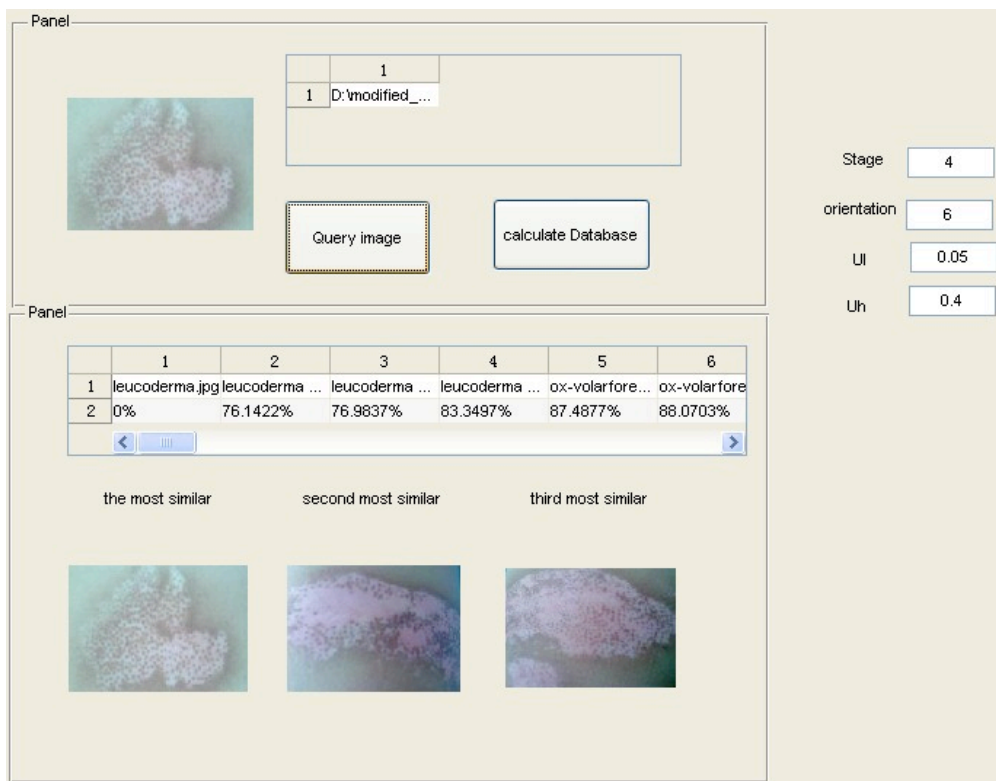 Panel
1
1 D:\modified_...
Query image
calculate Database
Stage 4
orientation 6
Ul 0.05
Uh 0.4
Panel
1 2 3 4 5 6
1 leucoderma.jpg leucoderma ... leucoderma ... leucoderma ... ox-volarfore... ox-volarfore
2 0% 76.1422% 76.9837% 83.3497% 87.4877% 88.0703%
the most similar second most similar third most similar